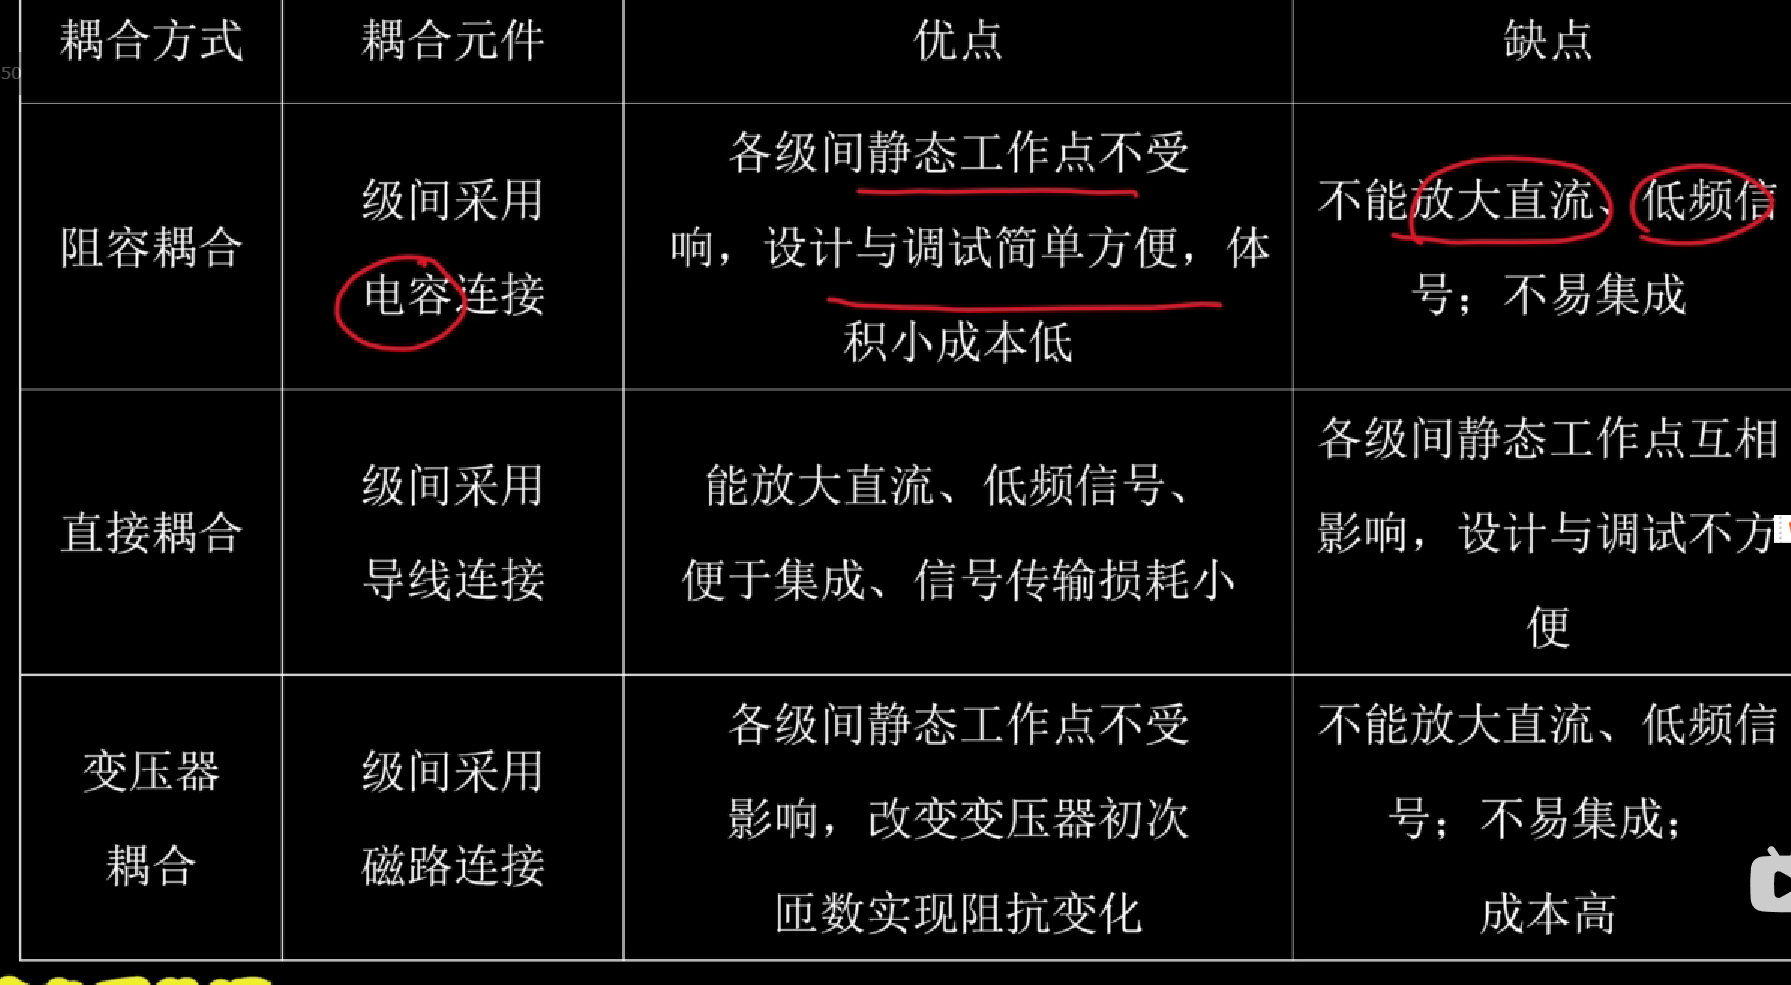 耦合方式 耦合元件 优点 缺点
50
阻容耦合
级间采用
电容连接
各级间静态工作点不受
响，设计与调试简单方便，体
积小成本低
不能放大直流、低频信
号；不易集成
直接耦合
级间采用
导线连接
能放大直流、低频信号、
便于集成、信号传输损耗小
各级间静态工作点互相
影响，设计与调试不方
便
变压器
耦合
级间采用
磁路连接
各级间静态工作点不受
影响，改变变压器初次
匝数实现阻抗变化
不能放大直流、低频信
号；不易集成；
成本高